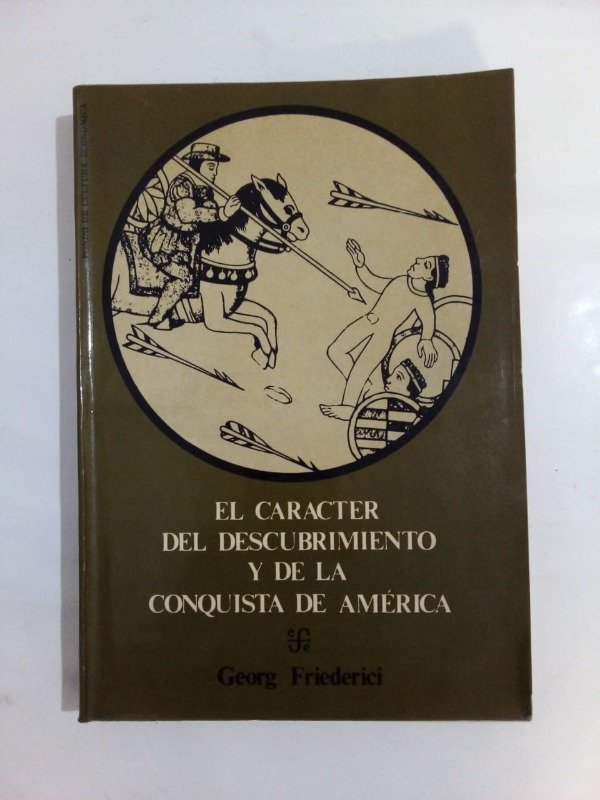 EL CARACTER
DEL DESCUBRIMIENTO
Y DE LA
CONQUISTA DE AMÉRICA
Georg Friederici